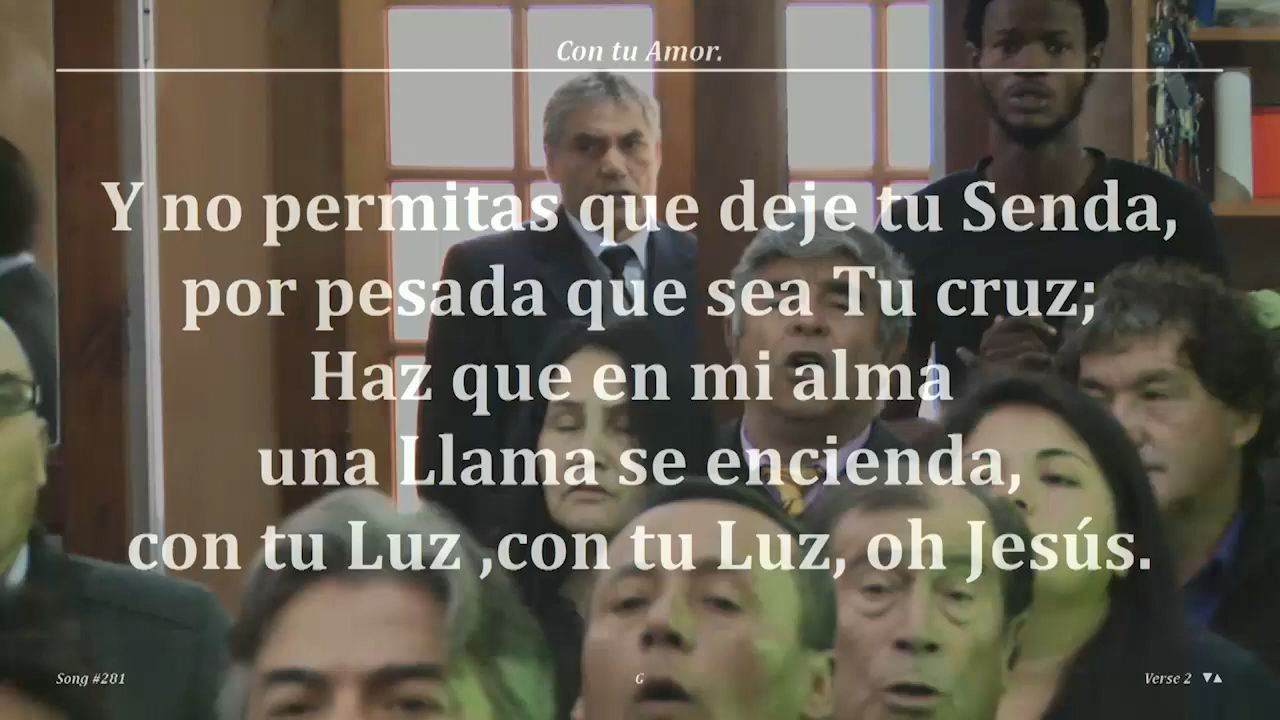 Con tu Amor.
Y no permitas que deje tu Senda,
por pesada que sea Tu cruz;
Haz que en mi alma
una Llama se encienda,
con tu Luz ,con tu Luz, oh Jesús.
Song #281 G Verse 2 ▼▲